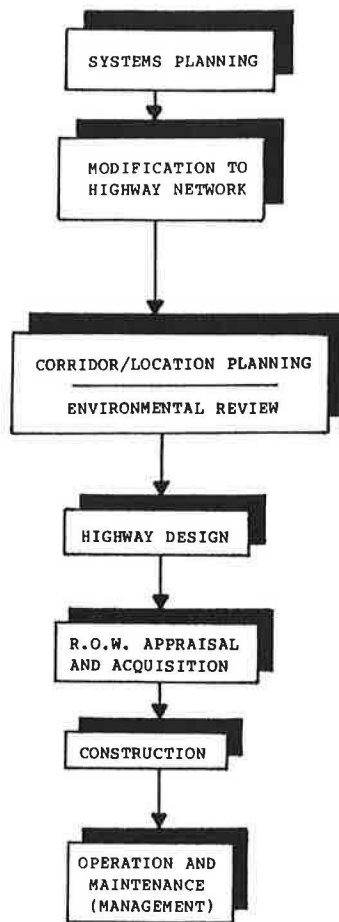 SYSTEMS PLANNING
MODIFICATION TO
HIGHWAY NETWORK
CORRIDOR/LOCATION PLANNING
ENVIRONMENTAL REVIEW
HIGHWAY DESIGN
R.O.W. APPRAISAL
AND ACQUISITION
CONSTRUCTION
OPERATION AND
MAINTENANCE
(MANAGEMENT)